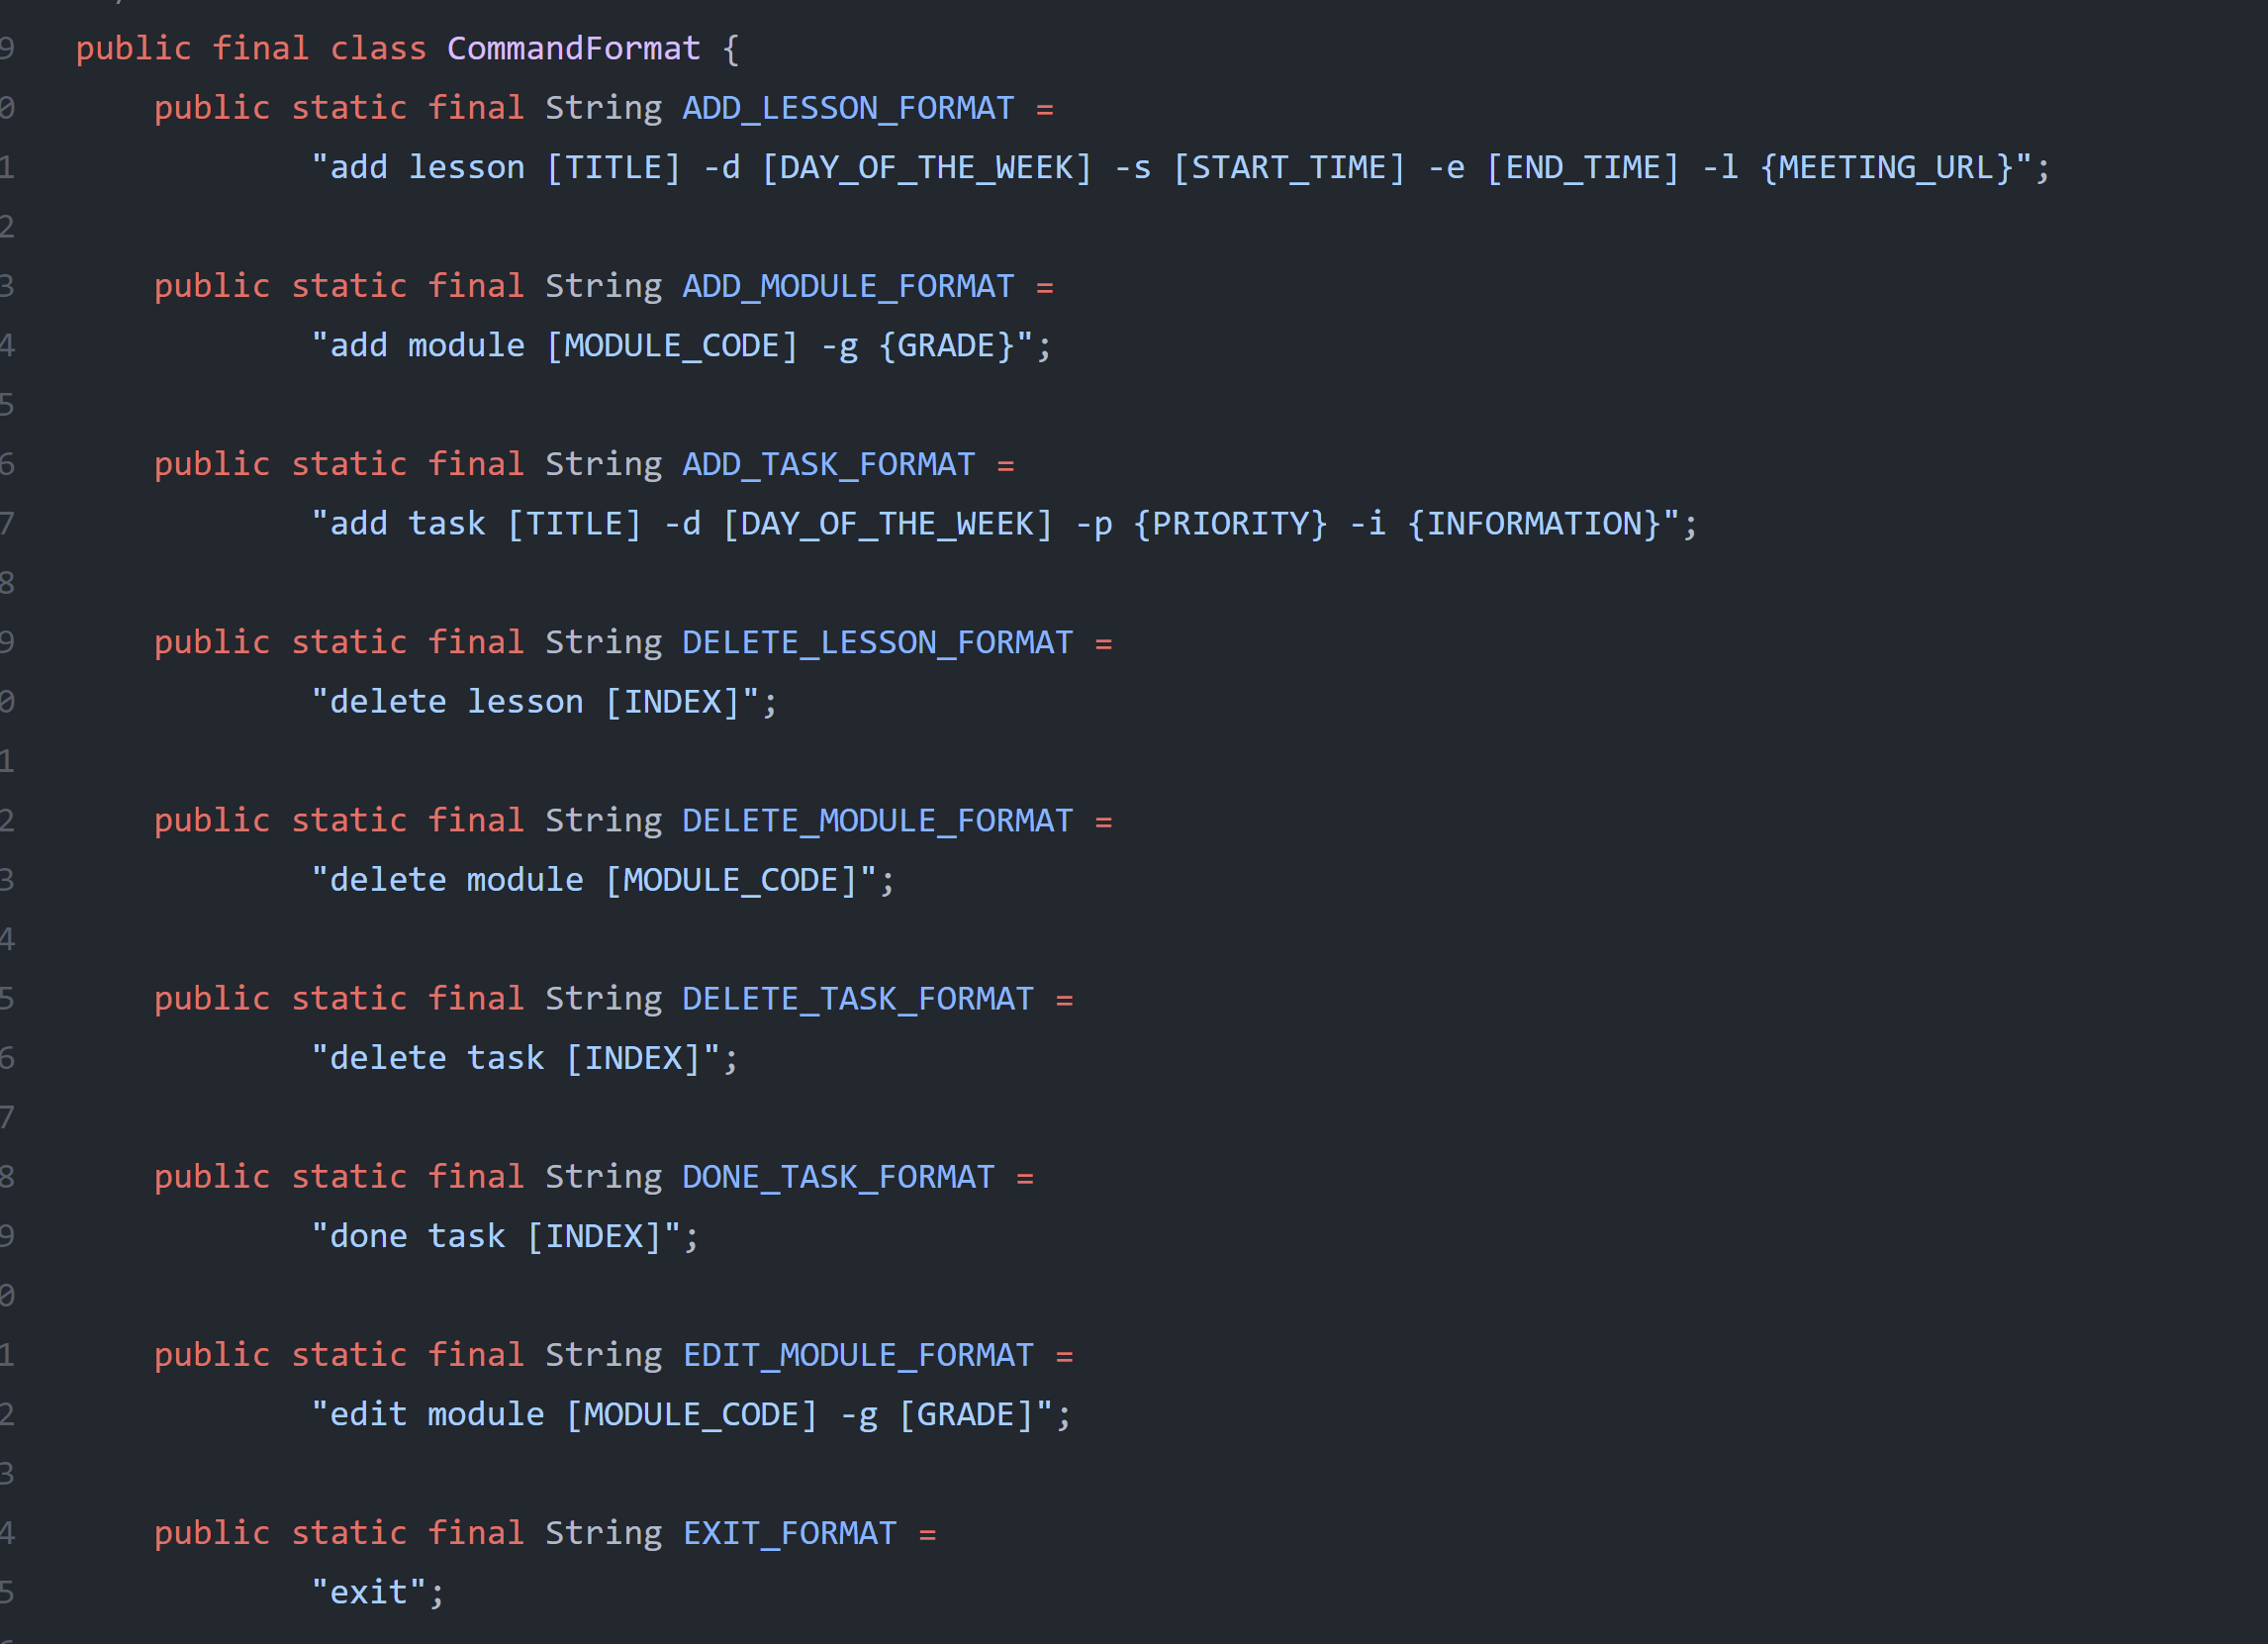 9 public final class CommandFormat {
0     public static final String ADD_LESSON_FORMAT =
1             "add lesson [TITLE] -d [DAY_OF_THE_WEEK] -s [START_TIME] -e [END_TIME] -l {MEETING_URL}";
2
3     public static final String ADD_MODULE_FORMAT =
4             "add module [MODULE_CODE] -g {GRADE}";
5
6     public static final String ADD_TASK_FORMAT =
7             "add task [TITLE] -d [DAY_OF_THE_WEEK] -p {PRIORITY} -i {INFORMATION}";
8
9     public static final String DELETE_LESSON_FORMAT =
0             "delete lesson [INDEX]";
1
2     public static final String DELETE_MODULE_FORMAT =
3             "delete module [MODULE_CODE]";
4
5     public static final String DELETE_TASK_FORMAT =
6             "delete task [INDEX]";
7
8     public static final String DONE_TASK_FORMAT =
9             "done task [INDEX]";
0
1     public static final String EDIT_MODULE_FORMAT =
2             "edit module [MODULE_CODE] -g [GRADE]";
3
4     public static final String EXIT_FORMAT =
5             "exit";